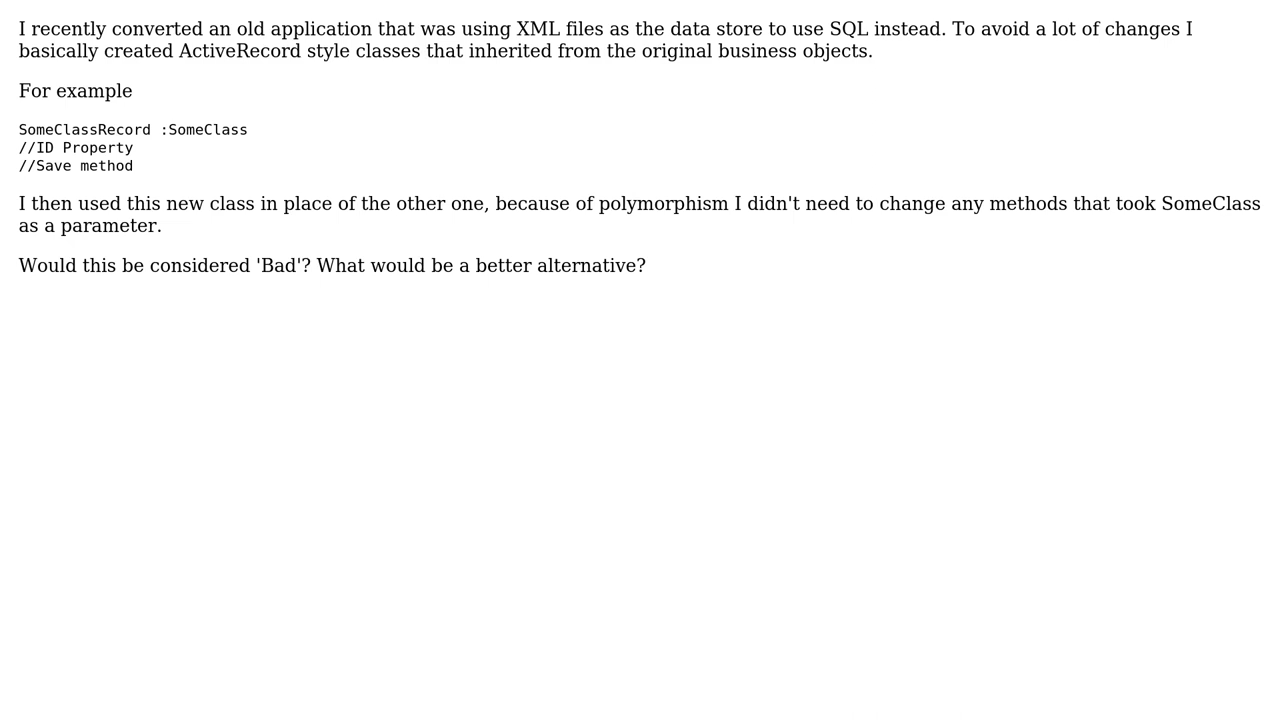 I recently converted an old application that was using XML files as the data store to use SQL instead. To avoid a lot of changes I
basically created ActiveRecord style classes that inherited from the original business objects.
For example
SomeClassRecord :SomeClass
//ID Property
//Save method
I then used this new class in place of the other one, because of polymorphism I didn't need to change any methods that took SomeClass
as a parameter.
Would this be considered 'Bad'? What would be a better alternative?